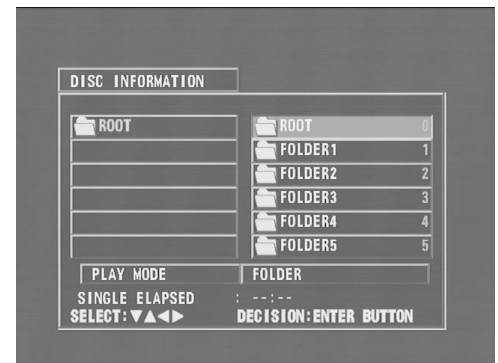 DISC INFORMATION
ROOT
ROOT 0
FOLDER1 1
FOLDER2 2
FOLDER3 3
FOLDER4 4
FOLDER5 5
PLAY MODE FOLDER
SINGLE ELAPSED : --:--
SELECT:▼▲◀▶ DECISION:ENTER BUTTON